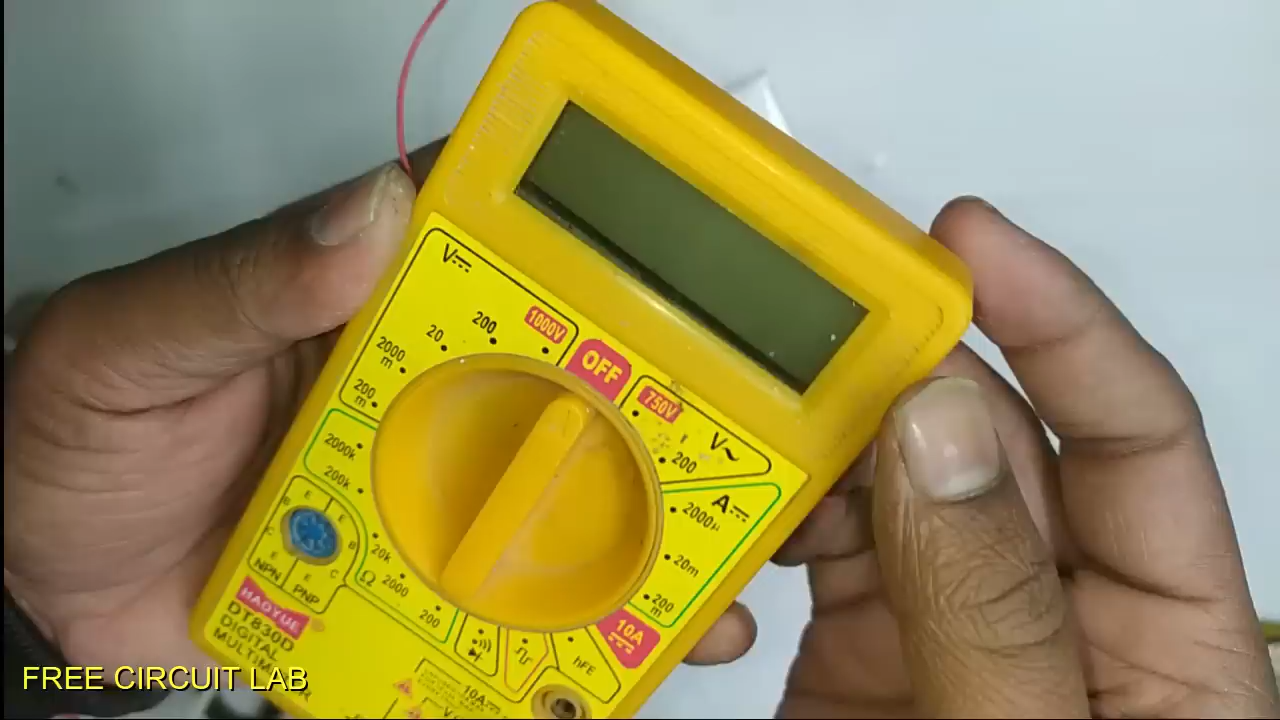 V⎓
200
1000V
20
2000
m
200
m
OFF
750V
V~
200
A⎓
2000µ
20m
200
m
10A
⎓
2000k
200k
20k
Ω
2000
200
hFE
E
B
E
C
B
E
C
E
NPN
PNP
HAOYUE
DT830D
DIGITAL
10A⎓
FREE CIRCUIT LAB